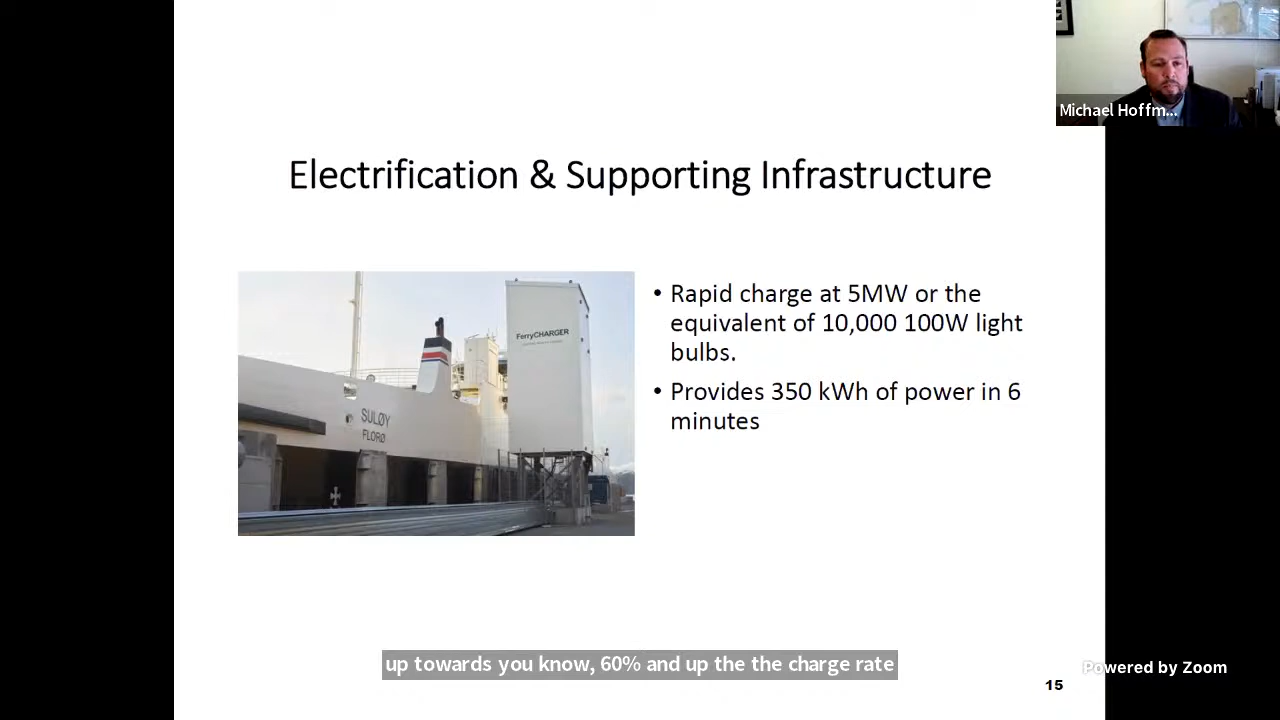 Michael Hoffm...
Electrification & Supporting Infrastructure
FerryCHARGER
SULØY
FLORØ
• Rapid charge at 5MW or the
equivalent of 10,000 100W light
bulbs.
• Provides 350 kWh of power in 6
minutes
up towards you know, 60% and up the the charge rate
Powered by Zoom
15